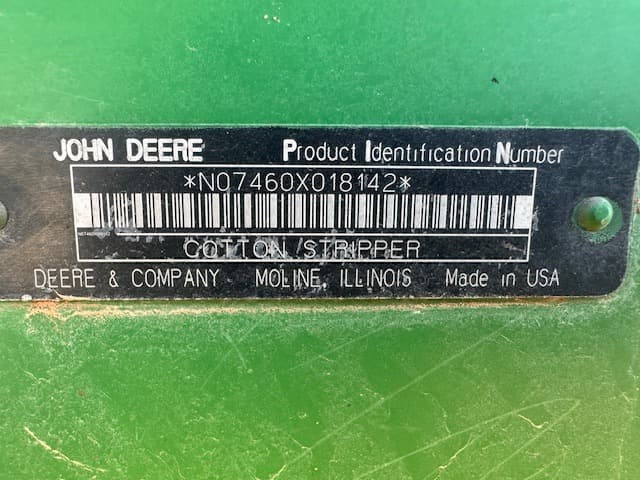 JOHN DEERE Product Identification Number
*N07460X018142*
COTTON STRIPPER
DEERE & COMPANY MOLINE, ILLINOIS Made in USA